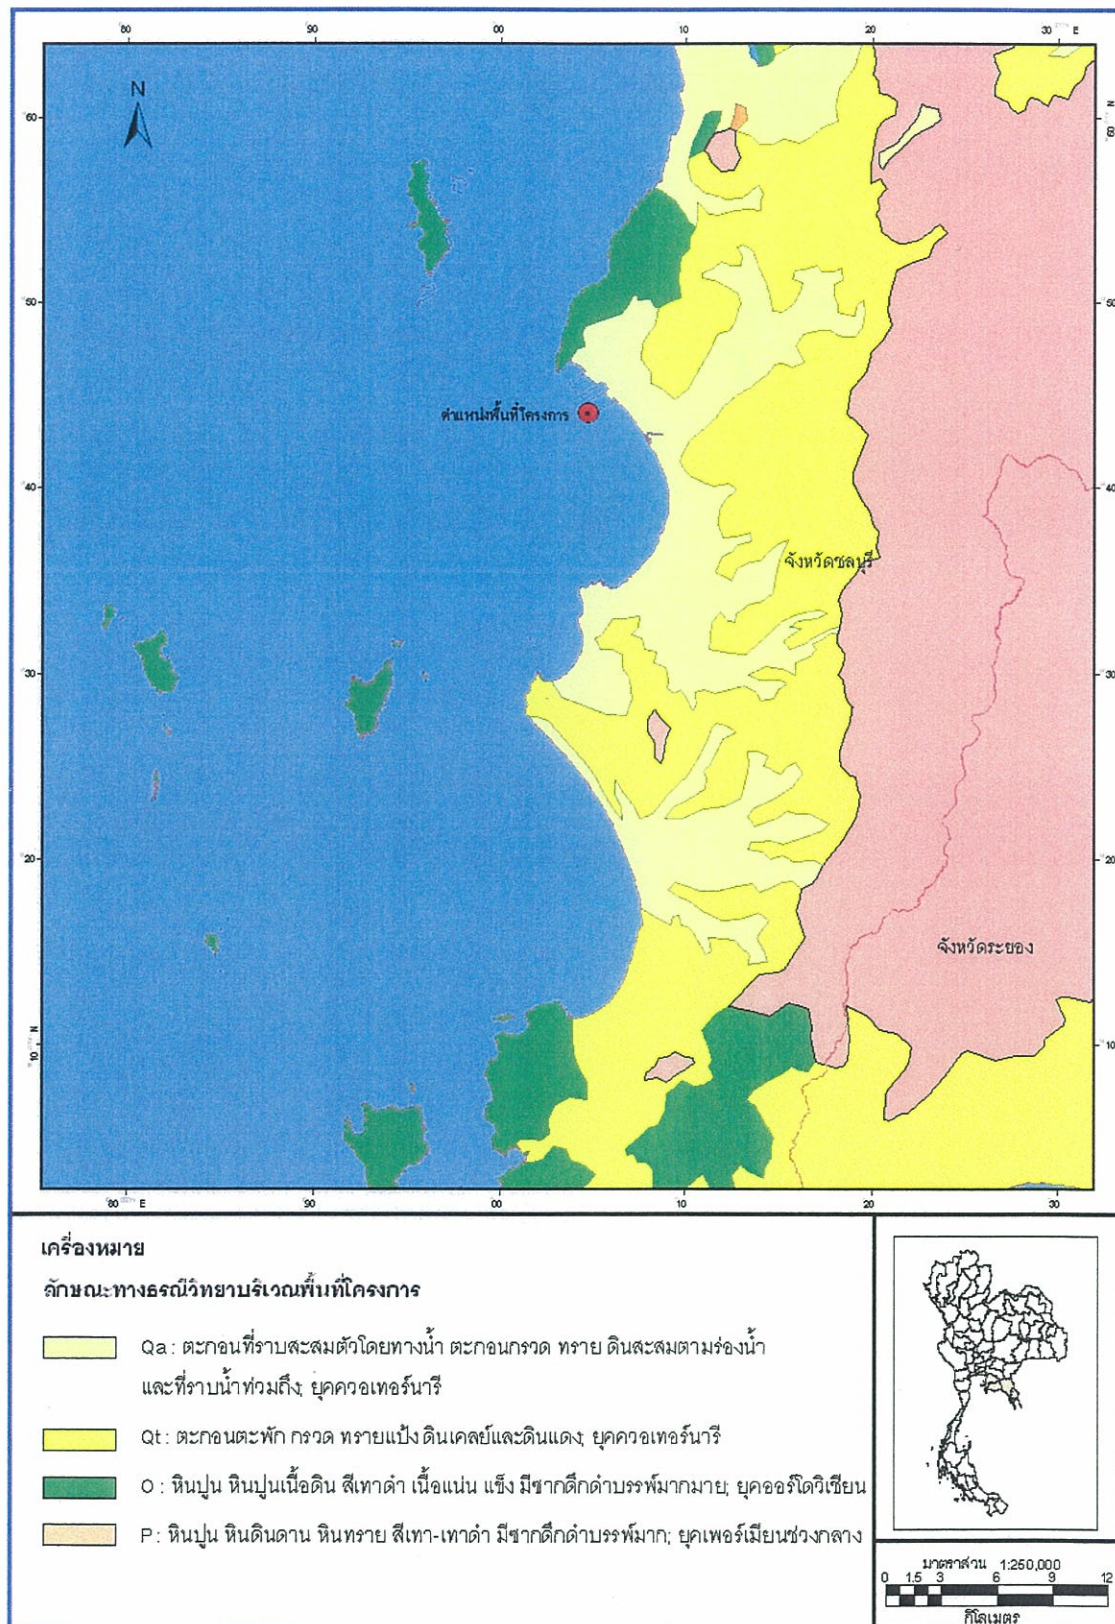 80 90 00 10 20 30 E
N
60 60 N
50 50
ตำแหน่งพื้นที่โครงการ
40 40
จังหวัดชลบุรี
30 30
20 20
จังหวัดระยอง
10 N 10
80 E 90 00 10 20 30
เครื่องหมาย
ลักษณะทางธรณีวิทยาบริเวณพื้นที่โครงการ
Qa : ตะกอนที่ราบสะสมตัวโดยทางน้ำ ตะกอนกรวด ทราย ดินสะสมตามร่องน้ำ
และที่ราบน้ำท่วมถึง; ยุคควอเทอร์นารี
Qt : ตะกอนตะพัก กรวด ทรายแป้ง ดินเคลย์และดินแดง; ยุคควอเทอร์นารี
O : หินปูน หินปูนเนื้อดิน สีเทาดำ เนื้อแน่น แข็ง มีซากดึกดำบรรพ์มากมาย; ยุคออร์โดวิเชียน
P : หินปูน หินดินดาน หินทราย สีเทา-เทาดำ มีซากดึกดำบรรพ์มาก; ยุคเพอร์เมียนช่วงกลาง
มาตราส่วน 1:250,000
0 1.5 3 6 9 12
กิโลเมตร